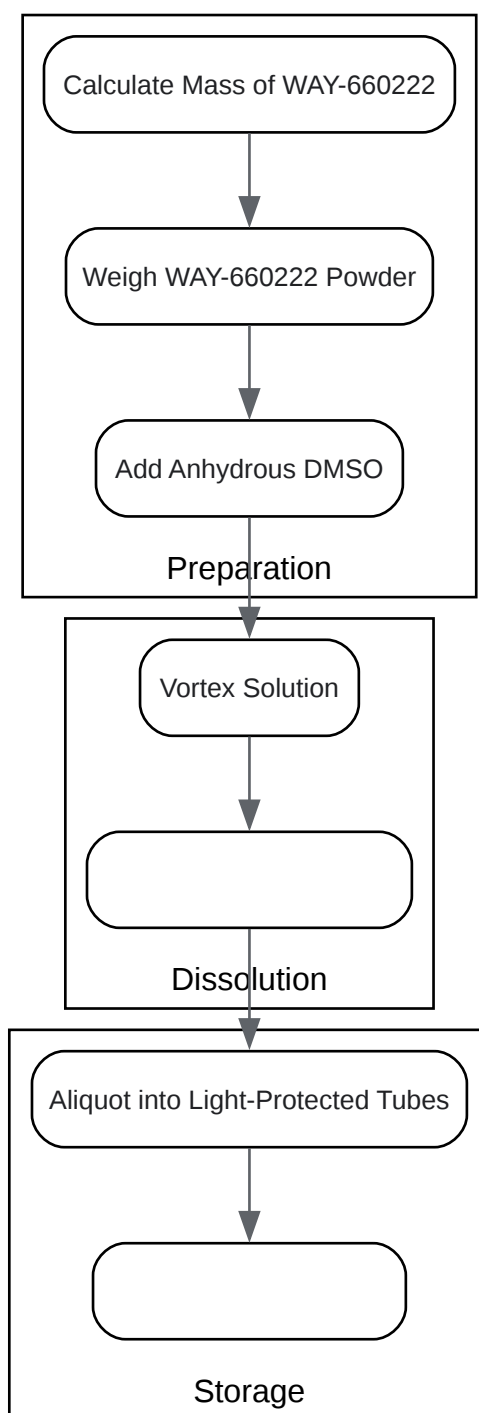 Calculate Mass of WAY-660222
Weigh WAY-660222 Powder
Add Anhydrous DMSO
Preparation
Vortex Solution
Dissolution
Aliquot into Light-Protected Tubes
Storage